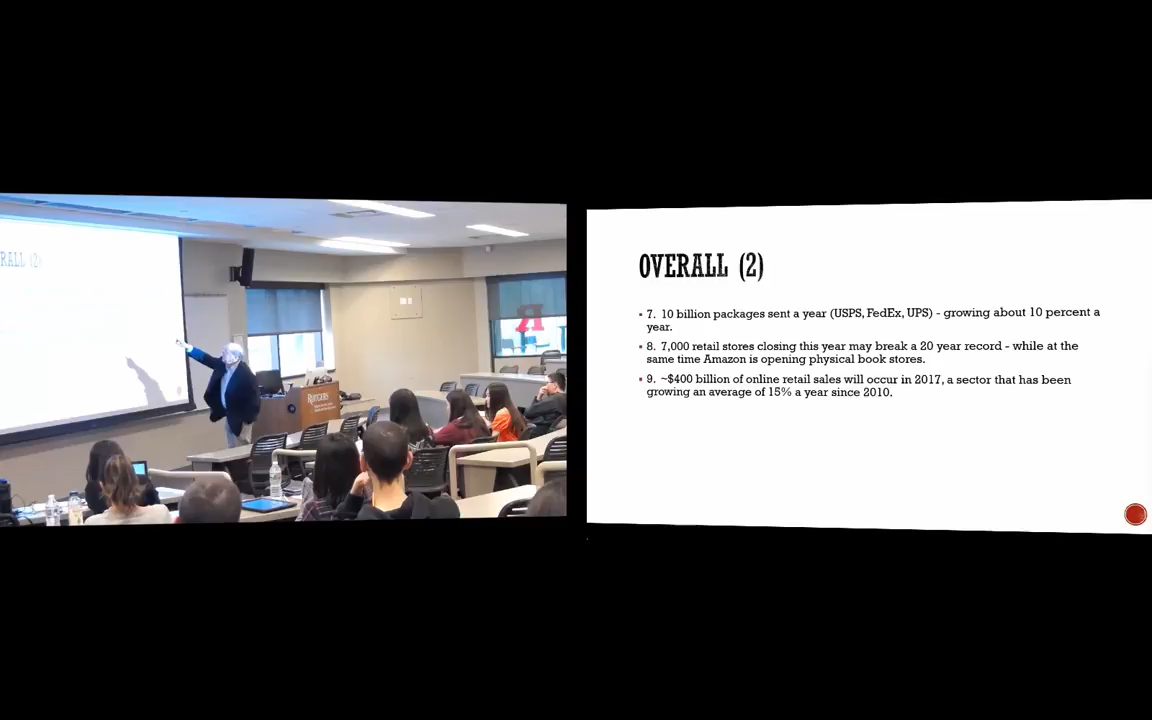 RALL (2)
RUTGERS
OVERALL (2)
7. 10 billion packages sent a year (USPS, FedEx, UPS) - growing about 10 percent a
year.
8. 7,000 retail stores closing this year may break a 20 year record - while at the
same time Amazon is opening physical book stores.
9. ~$400 billion of online retail sales will occur in 2017, a sector that has been
growing an average of 15% a year since 2010.